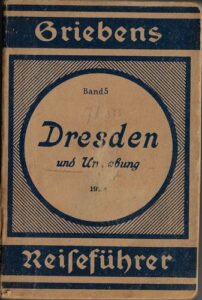 Griebens
Band 5
Dresden
und
Reiseführer